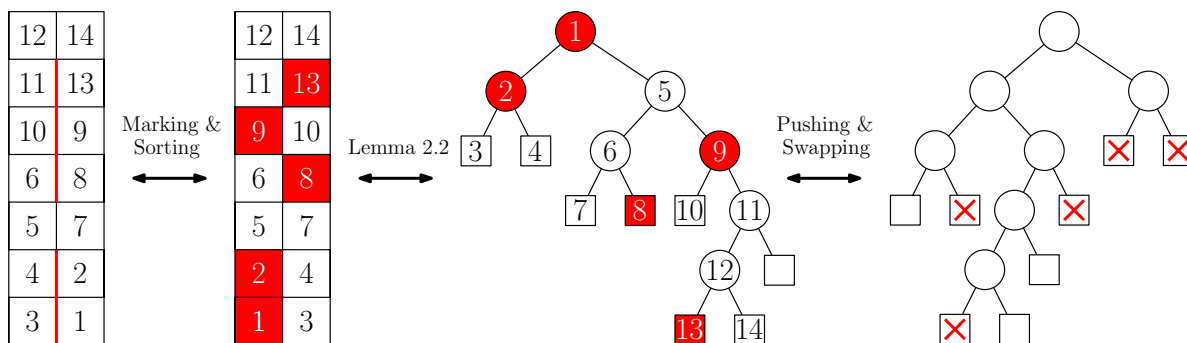 12 14
11 13
10 9
6 8
5 7
4 2
3 1
Marking &
Sorting
12 14
11 13
9 10
6 8
5 7
2 4
1 3
Lemma 2.2
1
2 5
3 4 6 9
7 8 10 11
12
13 14
Pushing &
Swapping